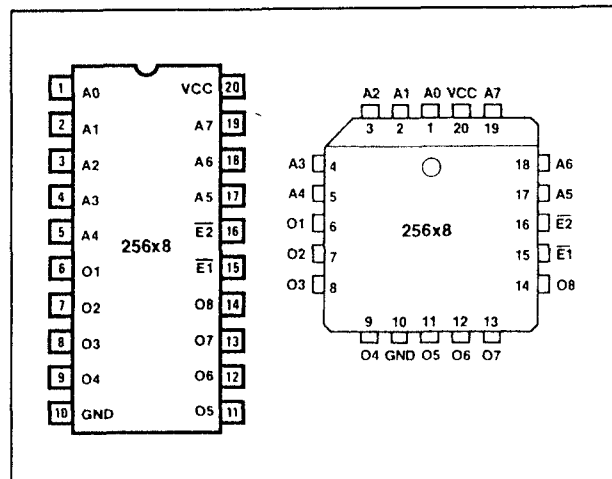 1 A0 VCC 20
2 A1 A7 19
3 A2 A6 18
4 A3 A5 17
5 A4 E2 16
256x8
6 O1 E1 15
7 O2 O8 14
8 O3 O7 13
9 O4 O6 12
10 GND O5 11
A2 A1 A0 VCC A7
3 2 1 20 19
A3 4 18 A6
A4 5 17 A5
O1 6 256x8 16 E2
O2 7 15 E1
O3 8 14 O8
9 10 11 12 13
O4 GND O5 O6 O7